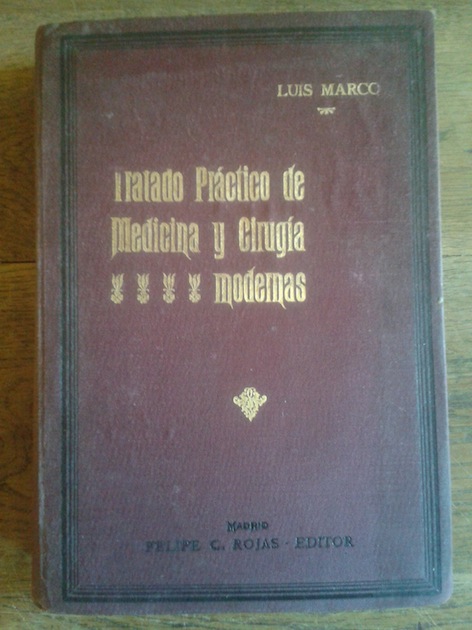 LUIS MARCO
Tratado Práctico de
Medicina y Cirugía
modernas
MADRID
FELIPE G. ROJAS - EDITOR